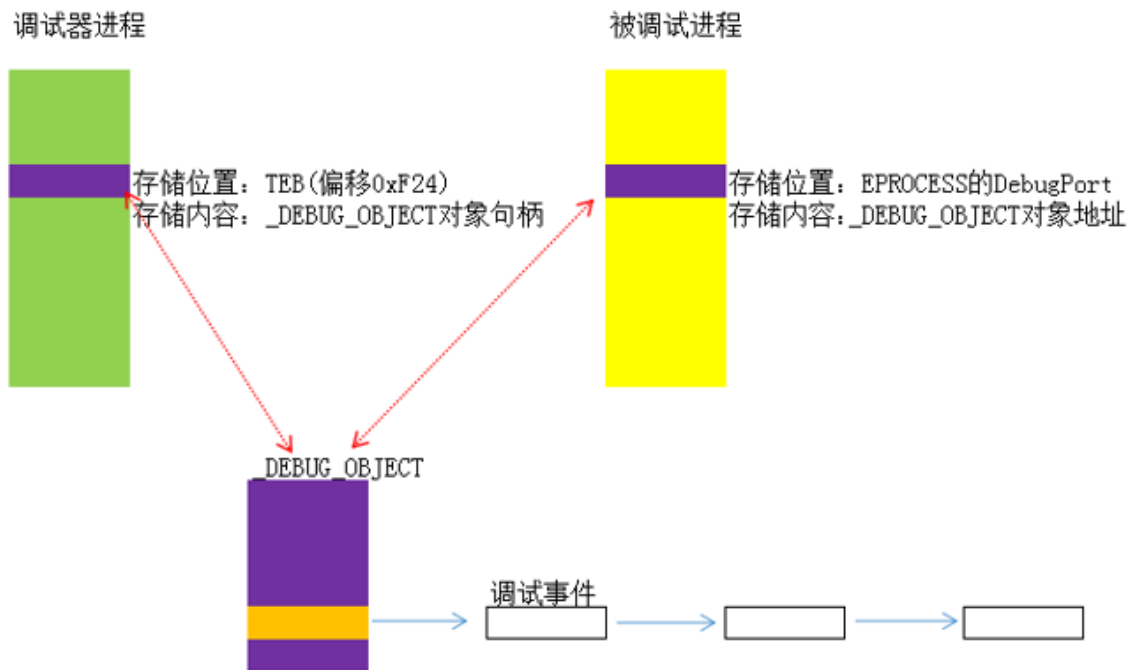 调试器进程
被调试进程
存储位置：TEB(偏移0xF24)
存储内容：_DEBUG_OBJECT对象句柄
存储位置：EPROCESS的DebugPort
存储内容：_DEBUG_OBJECT对象地址
_DEBUG_OBJECT
调试事件